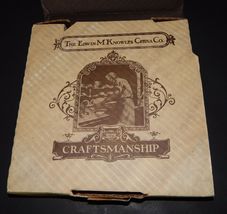 The Edwin M Knowles China Co.
CRAFTSMANSHIP